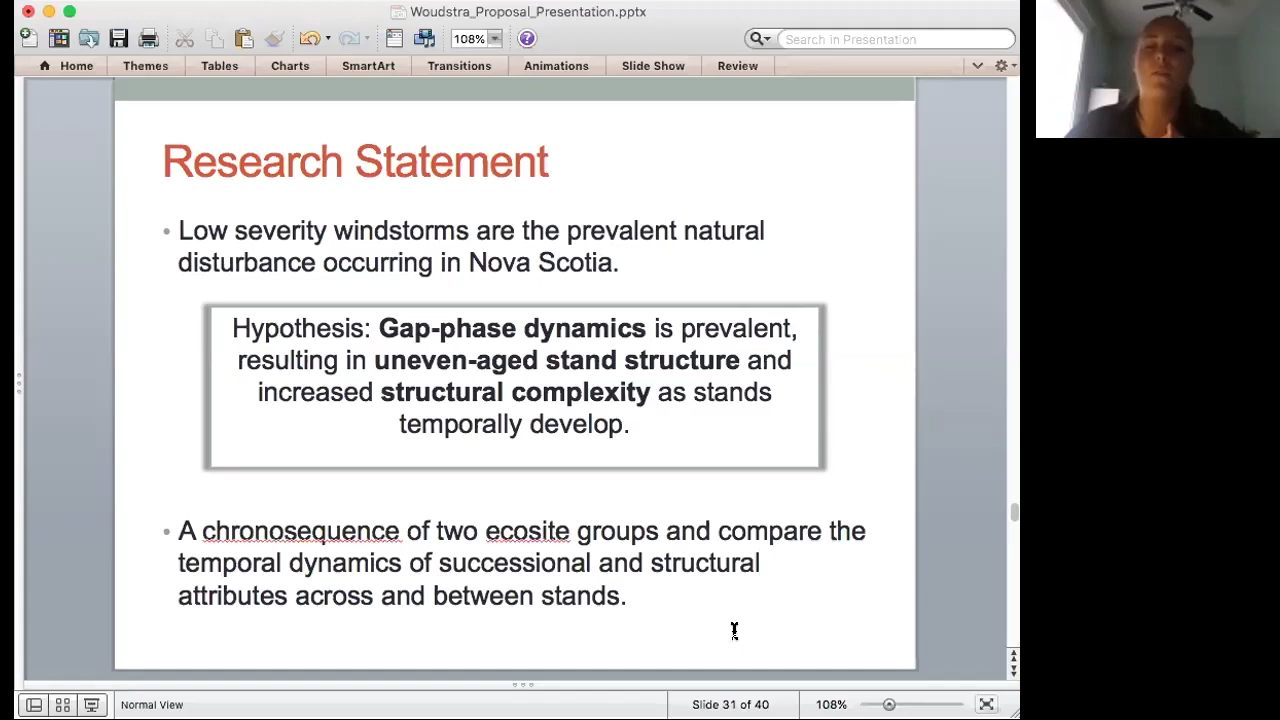 Woudstra_Proposal_Presentation.pptx
108%
Search in Presentation
Home Themes Tables Charts SmartArt Transitions Animations Slide Show Review
Research Statement
• Low severity windstorms are the prevalent natural
disturbance occurring in Nova Scotia.
Hypothesis: Gap-phase dynamics is prevalent,
resulting in uneven-aged stand structure and
increased structural complexity as stands
temporally develop.
• A chronosequence of two ecosite groups and compare the
temporal dynamics of successional and structural
attributes across and between stands.
Normal View Slide 31 of 40 108%